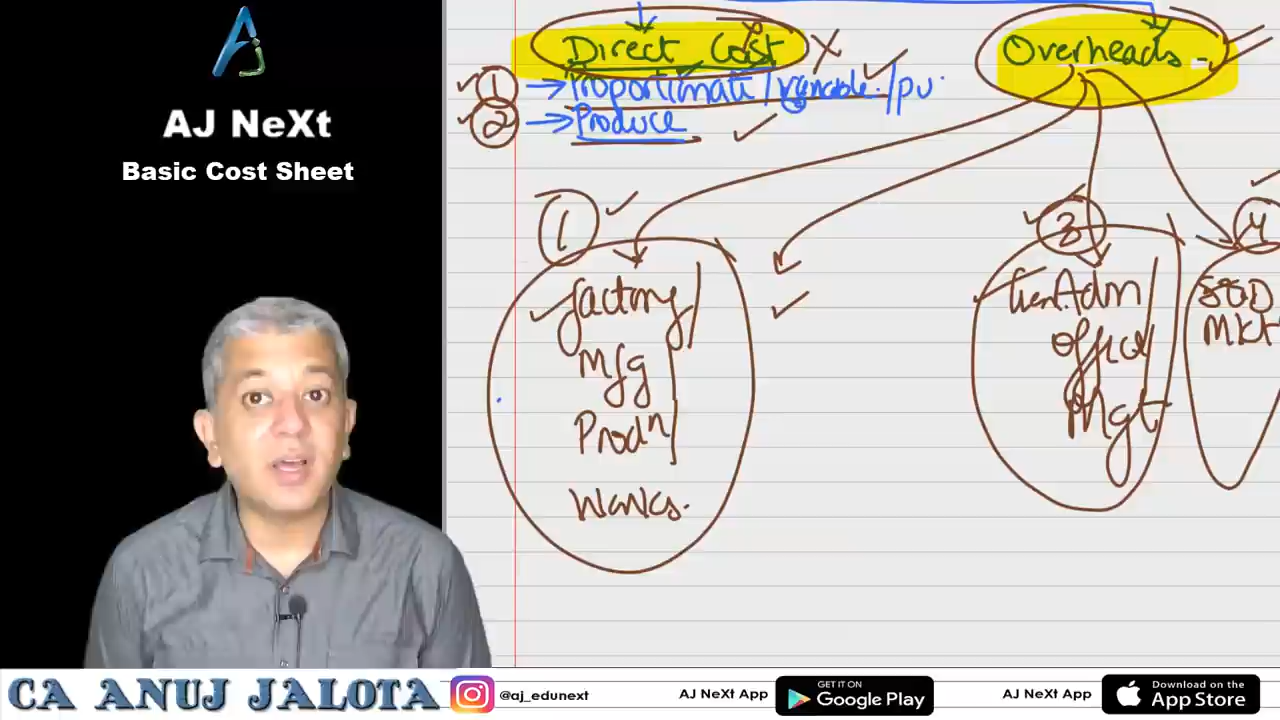 AJ NeXt
Basic Cost Sheet
Direct Cost
Overheads
① → Proportionate / variable / pu.
② → Produce
①
③
4
factory /
Mfg
Prodn
Works.
Gen. Adm
office
Mgt
S&D
Mkt
CA ANUJ JALOTA
@aj_edunext
AJ NeXt App
GET IT ON
Google Play
AJ NeXt App
Download on the
App Store